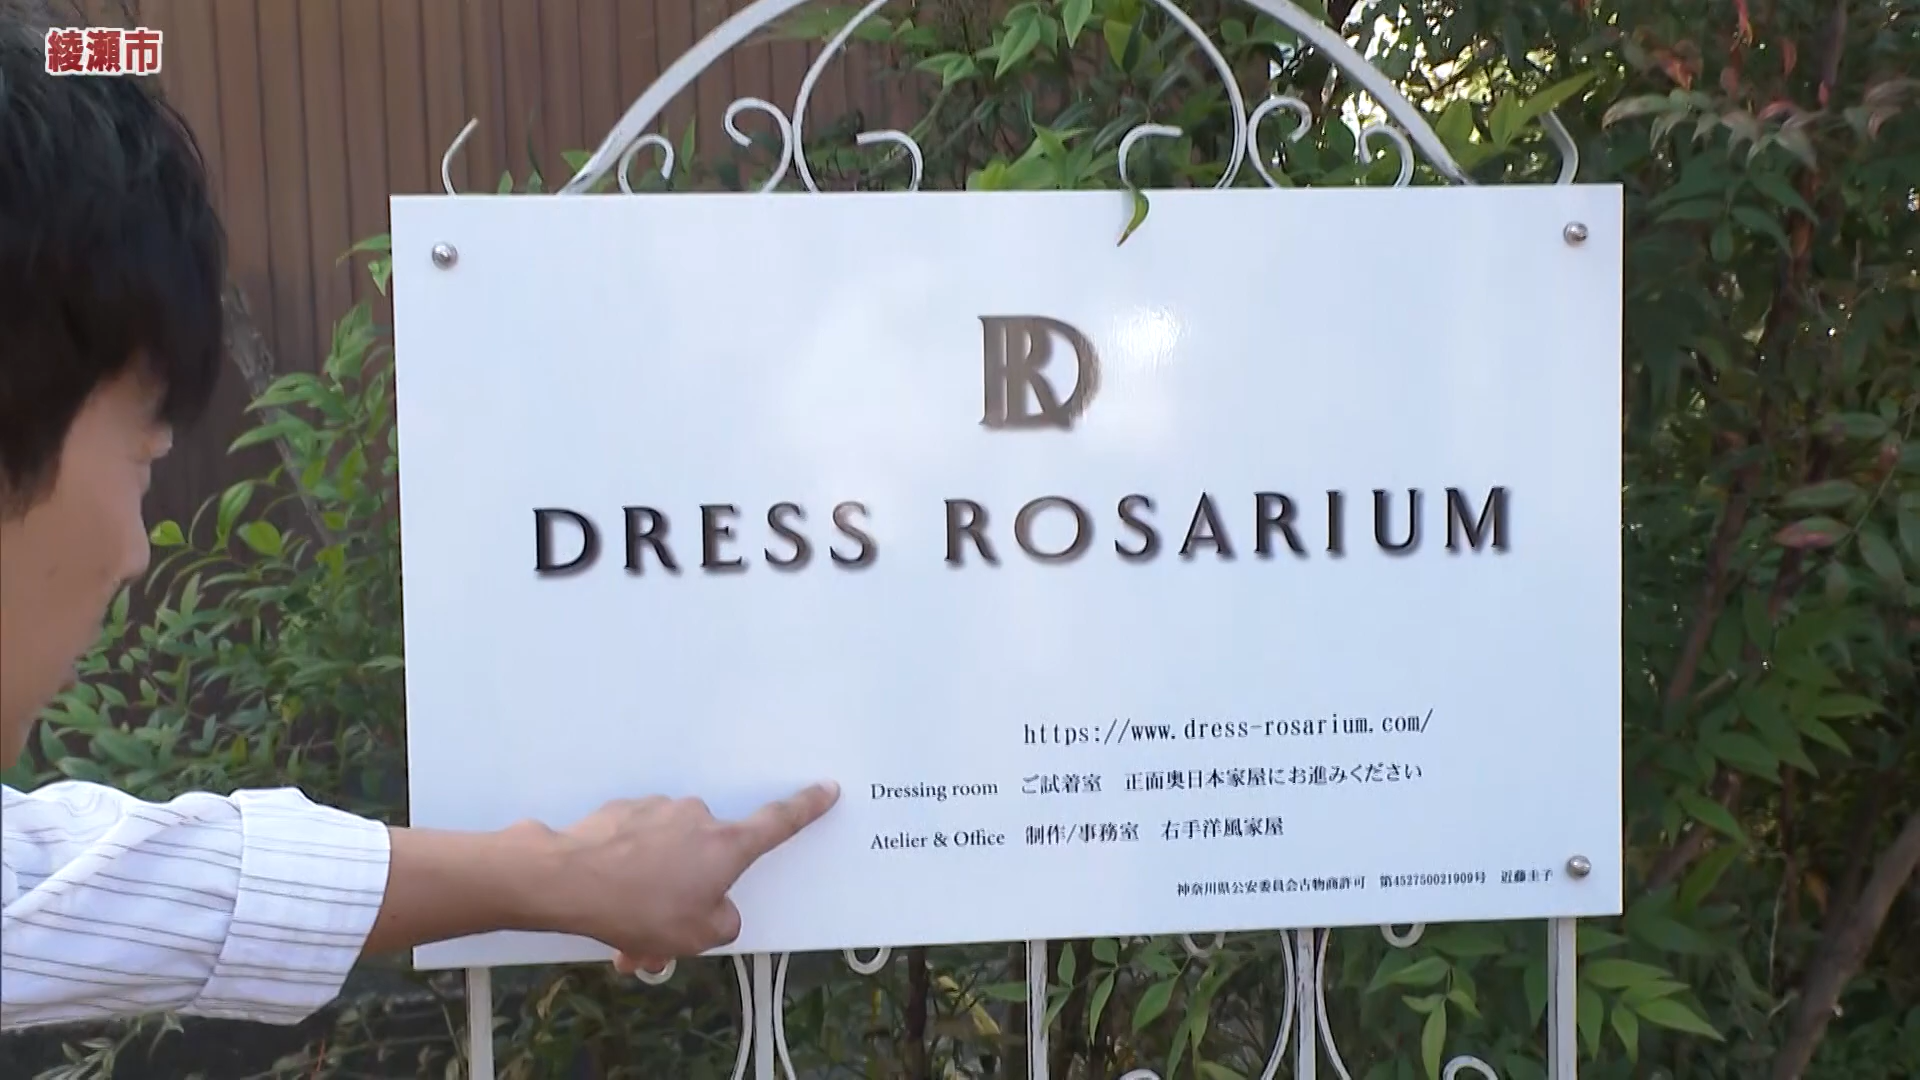 綾瀬市
DR
DRESS ROSARIUM
https://www.dress-rosarium.com/
Dressing room ご試着室 正面奥日本家屋にお進みください
Atelier & Office 制作/事務室 右手洋風家屋
神奈川県公安委員会古物商許可 第452750021909号 近藤圭子